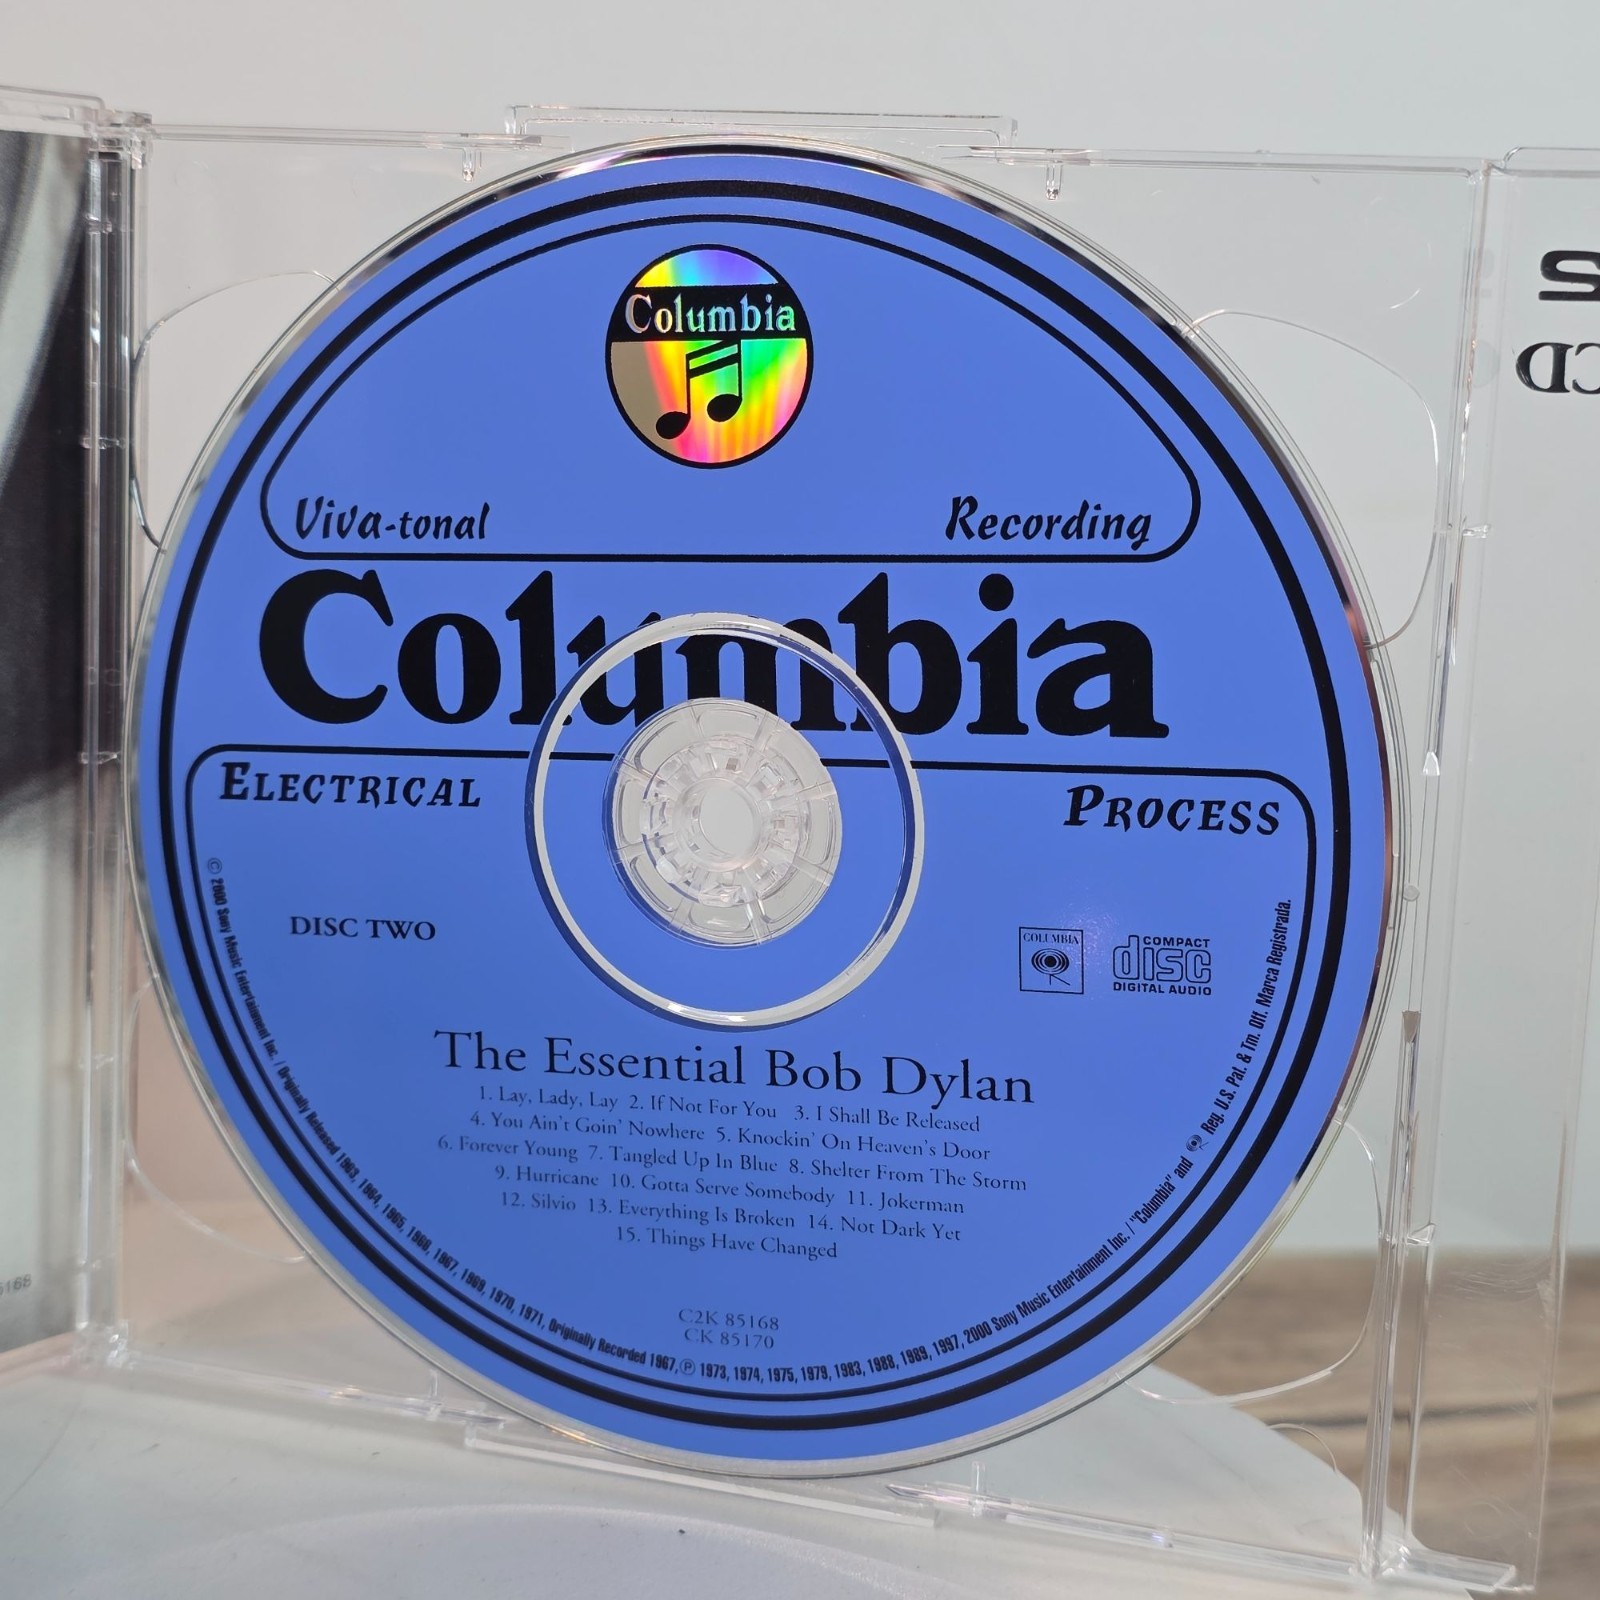 Columbia
Viva-tonal Recording
Columbia
ELECTRICAL PROCESS
DISC TWO
COLUMBIA
COMPACT
disc
DIGITAL AUDIO
The Essential Bob Dylan
1. Lay, Lady, Lay 2. If Not For You 3. I Shall Be Released
4. You Ain't Goin' Nowhere 5. Knockin' On Heaven's Door
6. Forever Young 7. Tangled Up In Blue 8. Shelter From The Storm
9. Hurricane 10. Gotta Serve Somebody 11. Jokerman
12. Silvio 13. Everything Is Broken 14. Not Dark Yet
15. Things Have Changed
C2K 85168
CK 85170
© 2000 Sony Music Entertainment Inc. / Originally Released 1963, 1964, 1965, 1966, 1967, 1969, 1970, 1971, Originally Recorded 1967, ℗ 1973, 1974, 1975, 1979, 1983, 1988, 1989, 1997, 2000 Sony Music Entertainment Inc. / "Columbia" and Reg. U.S. Pat. & Tm. Off. Marca Registrada.
5168